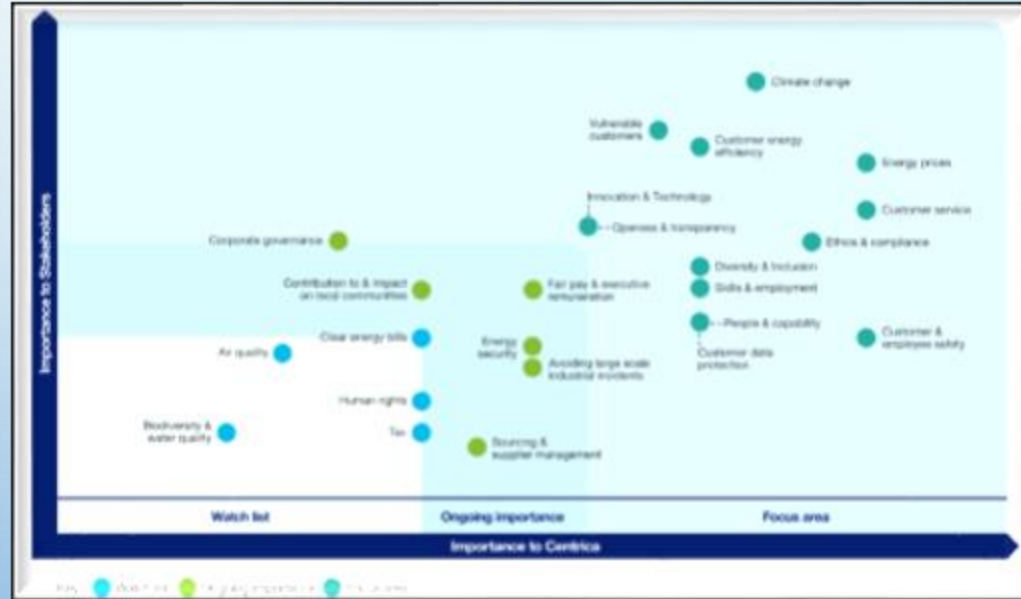 Importance to Stakeholders
Climate change
Vulnerable
customers
Customer energy
efficiency
Energy prices
Innovation & Technology
Customer service
Openess & transparency
Corporate governance
Ethics & compliance
Diversity & Inclusion
Contribution to & impact
on local communities
Fair pay & executive
remuneration
Skills & employment
People & capability
Clear energy bills
Energy
security
Customer &
employee safety
Air quality
Customer data
protection
Avoiding large scale
industrial incidents
Human rights
Biodiversity &
water quality
Tax
Sourcing &
supplier management
Watch list
Ongoing importance
Focus area
Importance to Centrica